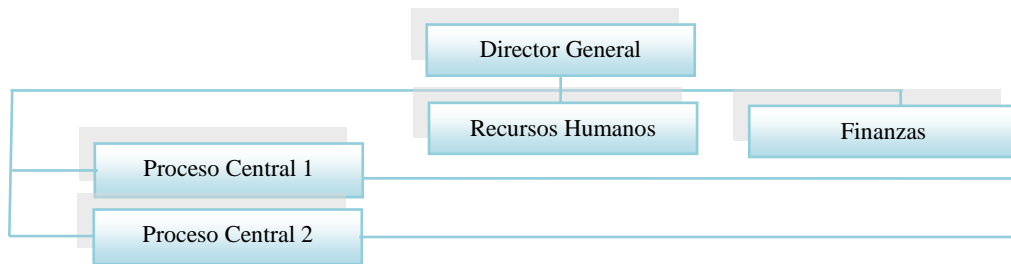 Director General
Recursos Humanos
Finanzas
Proceso Central 1
Proceso Central 2